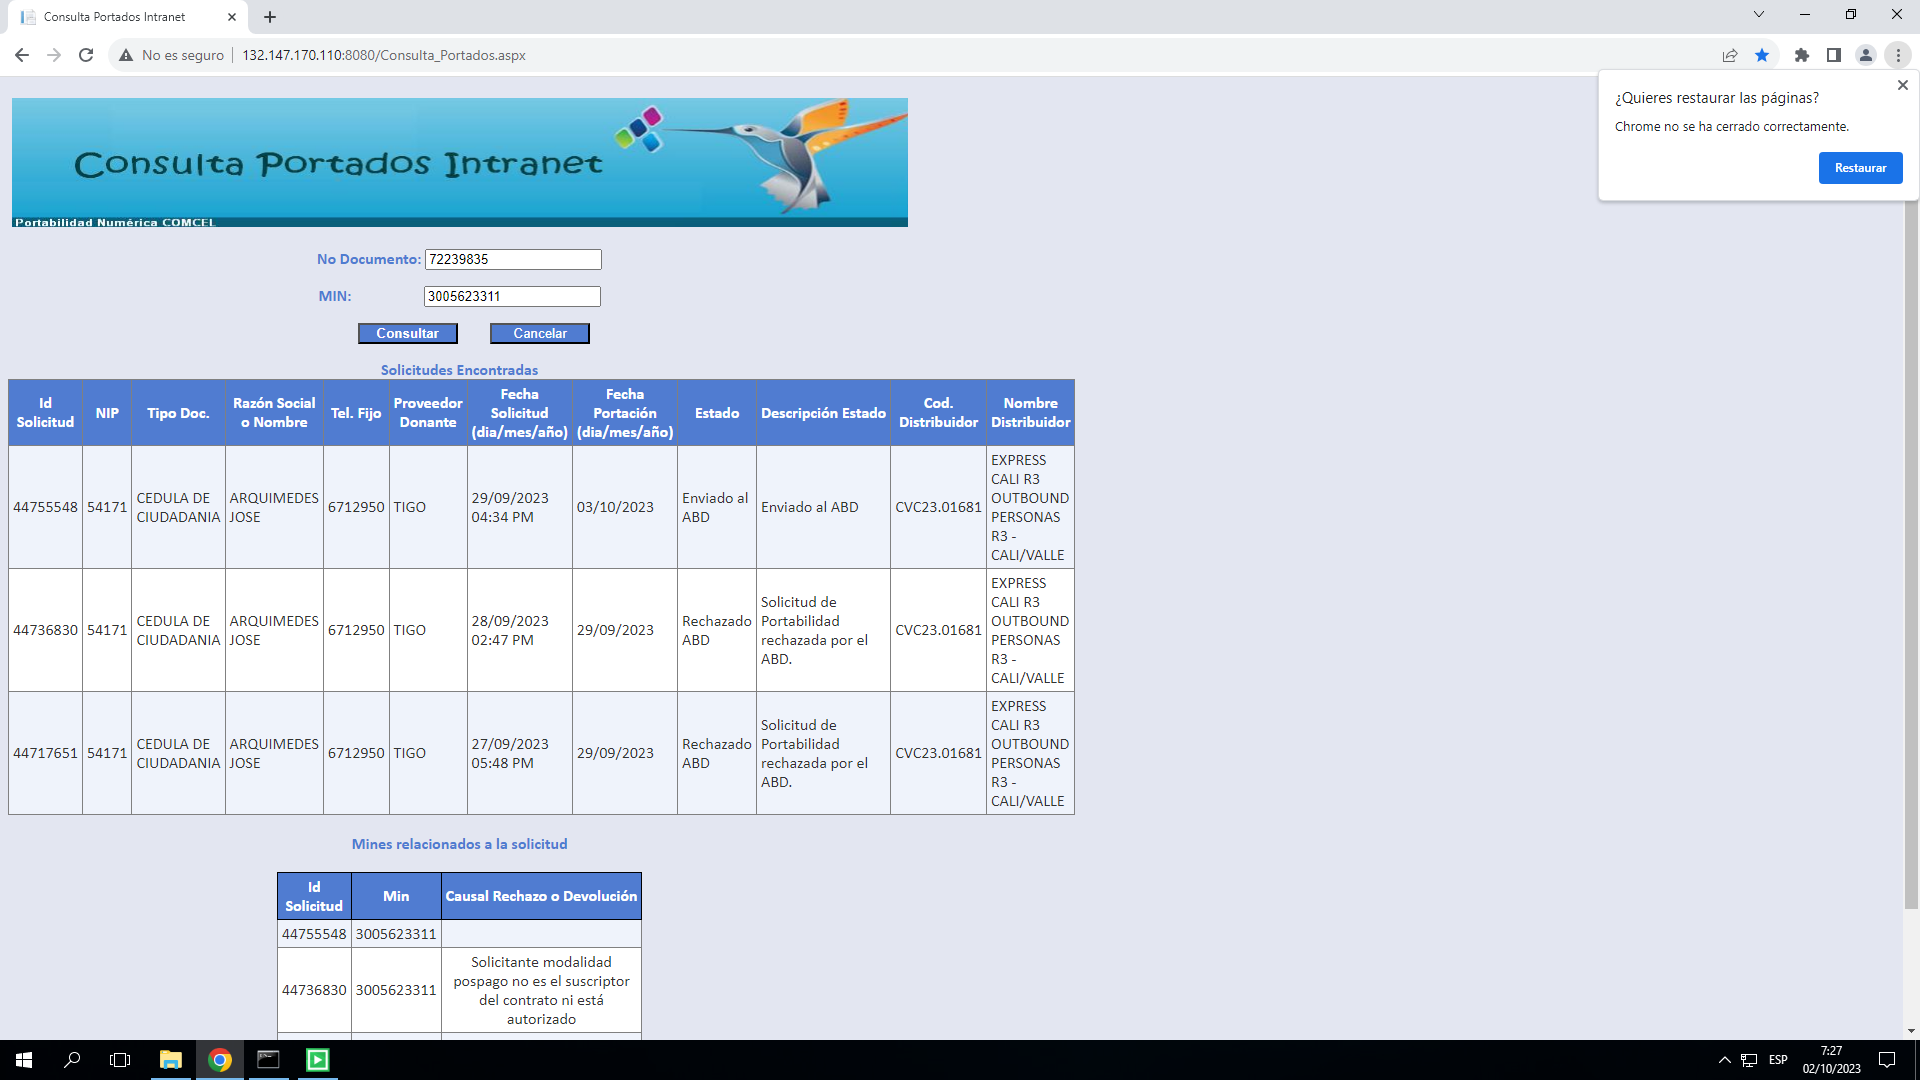 Consulta Portados Intranet
No es seguro
132.147.170.110:8080/Consulta_Portados.aspx
¿Quieres restaurar las páginas?
Chrome no se ha cerrado correctamente.
Restaurar
Consulta Portados Intranet
Portabilidad Numérica COMCEL
No Documento: 72239835
MIN: 3005623311
Consultar Cancelar
Solicitudes Encontradas
Id Solicitud NIP Tipo Doc. Razón Social o Nombre Tel. Fijo Proveedor Donante Fecha Solicitud (dia/mes/año) Fecha Portación (dia/mes/año) Estado Descripción Estado Cod. Distribuidor Nombre Distribuidor
44755548 54171 CEDULA DE CIUDADANIA ARQUIMEDES JOSE 6712950 TIGO 29/09/2023 04:34 PM 03/10/2023 Enviado al ABD Enviado al ABD CVC23.01681 EXPRESS CALI R3 OUTBOUND PERSONAS R3 - CALI/VALLE
44736830 54171 CEDULA DE CIUDADANIA ARQUIMEDES JOSE 6712950 TIGO 28/09/2023 02:47 PM 29/09/2023 Rechazado ABD Solicitud de Portabilidad rechazada por el ABD. CVC23.01681 EXPRESS CALI R3 OUTBOUND PERSONAS R3 - CALI/VALLE
44717651 54171 CEDULA DE CIUDADANIA ARQUIMEDES JOSE 6712950 TIGO 27/09/2023 05:48 PM 29/09/2023 Rechazado ABD Solicitud de Portabilidad rechazada por el ABD. CVC23.01681 EXPRESS CALI R3 OUTBOUND PERSONAS R3 - CALI/VALLE
Mines relacionados a la solicitud
Id Solicitud Min Causal Rechazo o Devolución
44755548 3005623311
44736830 3005623311 Solicitante modalidad pospago no es el suscriptor del contrato ni está autorizado
ESP
7:27
02/10/2023